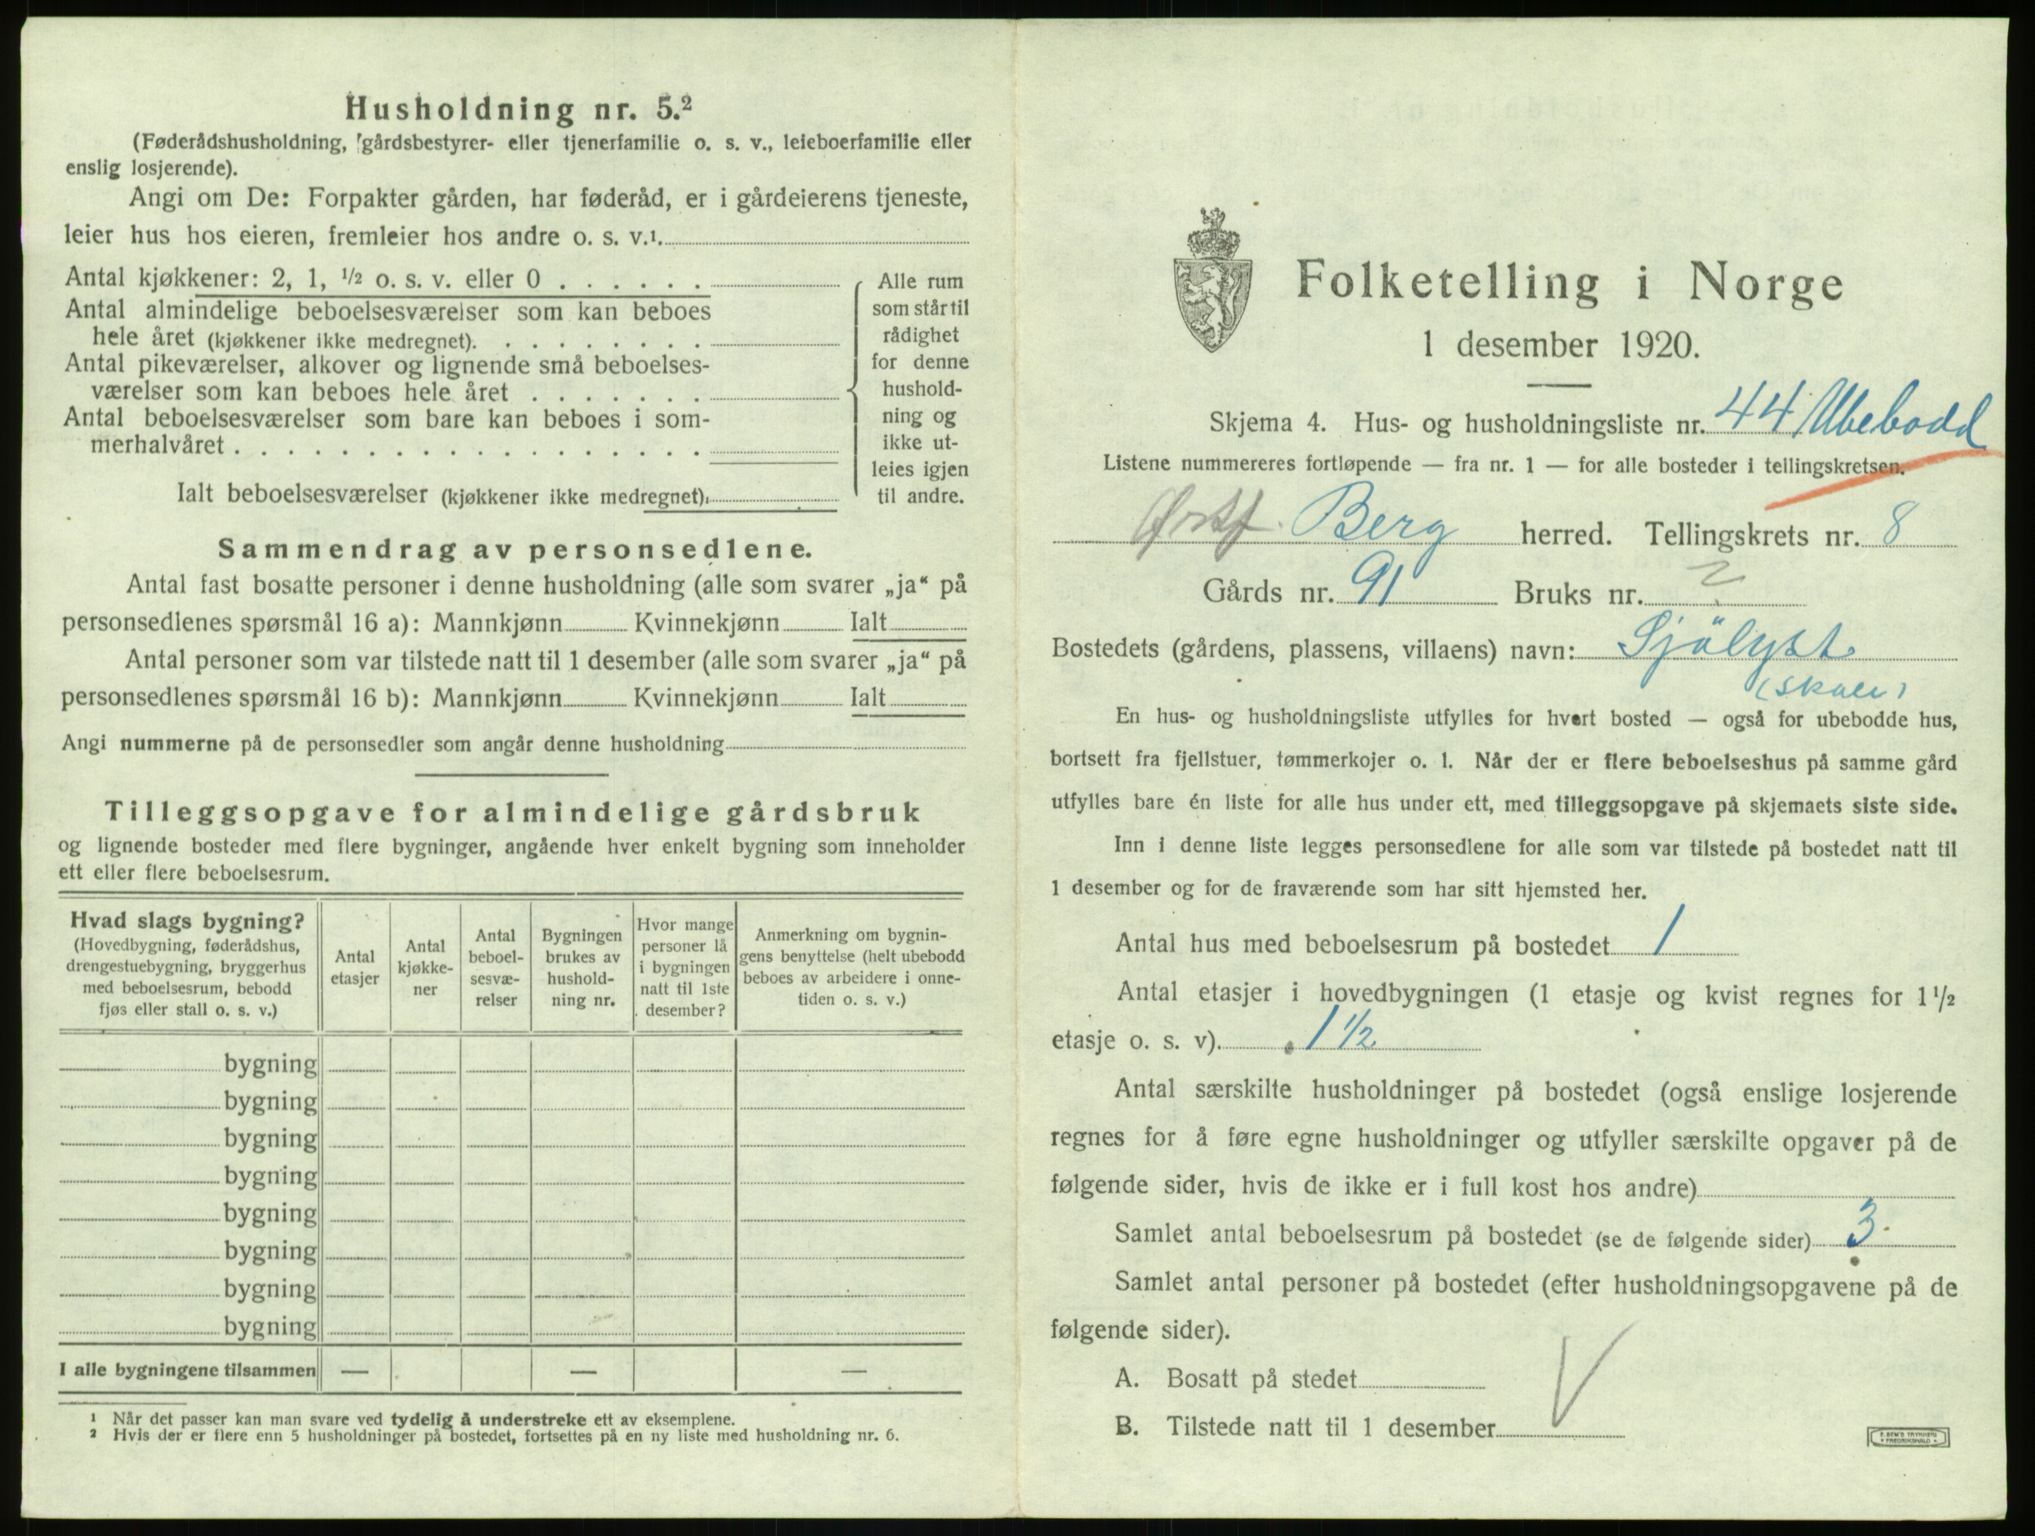 Husholdning nr. 5.²
(Føderådshusholdning, gårdsbestyrer- eller tjenerfamilie o. s. v., leieboerfamilie eller
enslig losjerende).
Angi om De: Forpakter gården, har føderåd, er i gårdeierens tjeneste,
leier hus hos eieren, fremleier hos andre o. s. v.¹.
Antal kjøkkener: 2, 1, ½ o. s. v. eller 0 . . . . . .
Antal almindelige beboelsesværelser som kan beboes
hele året (kjøkkener ikke medregnet). . . . . . . . .
Antal pikeværelser, alkover og lignende små beboelses-
værelser som kan beboes hele året . . . . . . .
Antal beboelsesværelser som bare kan beboes i som-
merhalvåret . . . . . . . . . . . . . . . . . .
Ialt beboelsesværelser (kjøkkener ikke medregnet).
Alle rum
som står til
rådighet
for denne
hushold-
ning og
ikke ut-
leies igjen
til andre.
Sammendrag av personsedlene.
Antal fast bosatte personer i denne husholdning (alle som svarer „ja“ på
personsedlenes spørsmål 16 a): Mannkjønn Kvinnekjønn Ialt
Antal personer som var tilstede natt til 1 desember (alle som svarer „ja“ på
personsedlenes spørsmål 16 b): Mannkjønn Kvinnekjønn Ialt
Angi nummerne på de personsedler som angår denne husholdning
Tilleggsopgave for almindelige gårdsbruk
og lignende bosteder med flere bygninger, angående hver enkelt bygning som inneholder
ett eller flere beboelsesrum.
Hvad slags bygning?
(Hovedbygning, føderådshus,
drengestuebygning, bryggerhus
med beboelsesrum, bebodd
fjøs eller stall o. s. v.)
Antal
etasjer
Antal
kjøkke-
ner
Antal
beboel-
sesvæ-
relser
Bygningen
brukes av
hushold-
ning nr.
Hvor mange
personer lå
i bygningen
natt til 1ste
desember?
Anmerkning om bygnin-
gens benyttelse (helt ubebodd
beboes av arbeidere i onne-
tiden o. s. v.)
bygning
bygning
bygning
bygning
bygning
bygning
bygning
bygning
I alle bygningene tilsammen — — —
¹ Når det passer kan man svare ved tydelig å understreke ett av eksemplene.
² Hvis der er flere enn 5 husholdninger på bostedet, fortsettes på en ny liste med husholdning nr. 6.
Folketelling i Norge
1 desember 1920.
Skjema 4. Hus- og husholdningsliste nr. 44 Ubebodd
Listene nummereres fortløpende — fra nr. 1 — for alle bosteder i tellingskretsen.
Østf. Berg herred. Tellingskrets nr. 8
Gårds nr. 91 Bruks nr. ?
Bostedets (gårdens, plassens, villaens) navn: Sjölyst
En hus- og husholdningsliste utfylles for hvert bosted — også for ubebodde hus,
bortsett fra fjellstuer, tømmerkojer o. l. Når der er flere beboelseshus på samme gård
utfylles bare én liste for alle hus under ett, med tilleggsopgave på skjemaets siste side.
Inn i denne liste legges personsedlene for alle som var tilstede på bostedet natt til
1 desember og for de fraværende som har sitt hjemsted her.
Antal hus med beboelsesrum på bostedet 1
Antal etasjer i hovedbygningen (1 etasje og kvist regnes for 1½
etasje o. s. v). 1½
Antal særskilte husholdninger på bostedet (også enslige losjerende
regnes for å føre egne husholdninger og utfyller særskilte opgaver på de
følgende sider, hvis de ikke er i full kost hos andre)
Samlet antal beboelsesrum på bostedet (se de følgende sider) 3
Samlet antal personer på bostedet (efter husholdningsopgavene på de
følgende sider).
A. Bosatt på stedet
B. Tilstede natt til 1 desember